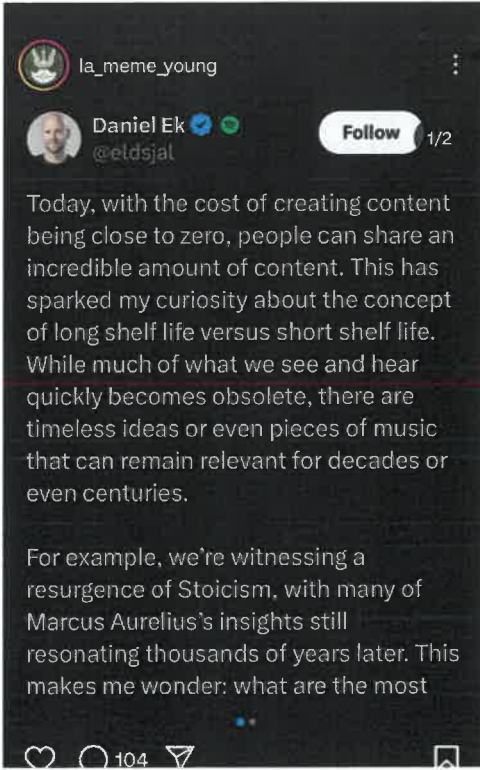 la_meme_young
Daniel Ek
@eldsjal
Follow
1/2
Today, with the cost of creating content
being close to zero, people can share an
incredible amount of content. This has
sparked my curiosity about the concept
of long shelf life versus short shelf life.
While much of what we see and hear
quickly becomes obsolete, there are
timeless ideas or even pieces of music
that can remain relevant for decades or
even centuries.
For example, we're witnessing a
resurgence of Stoicism, with many of
Marcus Aurelius's insights still
resonating thousands of years later. This
makes me wonder: what are the most
104